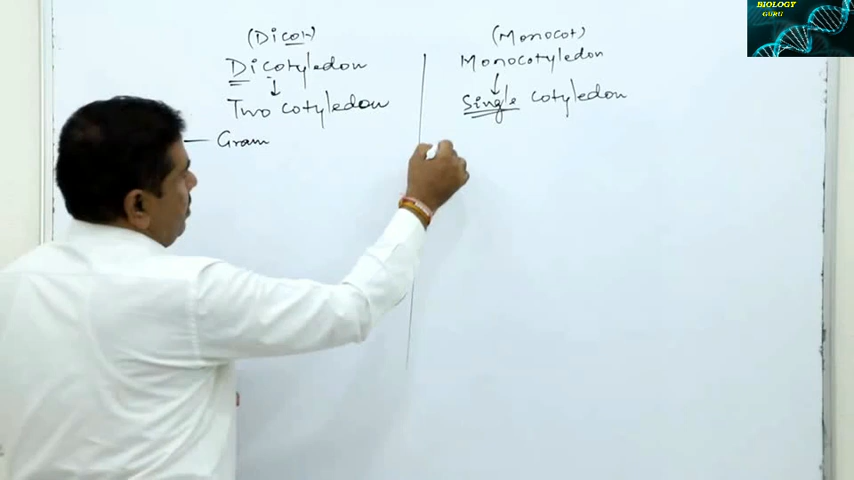 BIOLOGY
GURU
(Dicot)
Dicotyledon
Two cotyledon
— Gram
(Monocot)
Monocotyledon
Single cotyledon